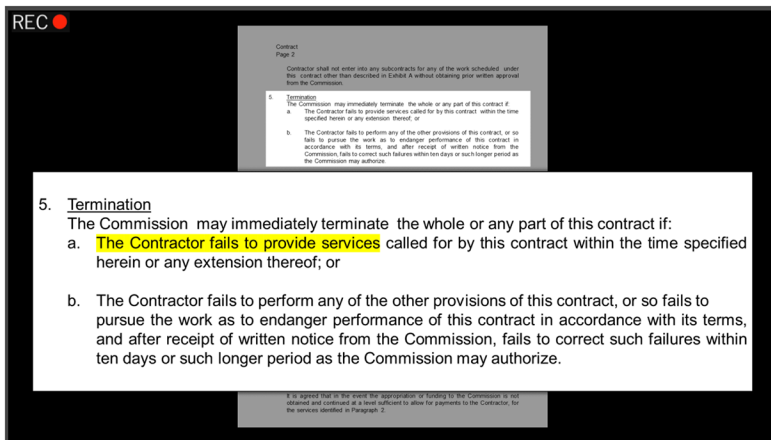 REC
Contract
Page 2
Contractor shall not enter into any subcontracts for any of the work scheduled under
this contract other than described in Exhibit A without obtaining prior written approval
from the Commission.
5. Termination
The Commission may immediately terminate the whole or any part of this contract if:
a. The Contractor fails to provide services called for by this contract within the time
specified herein or any extension thereof; or
b. The Contractor fails to perform any of the other provisions of this contract, or so
fails to pursue the work as to endanger performance of this contract in
accordance with its terms, and after receipt of written notice from the
Commission, fails to correct such failures within ten days or such longer period as
the Commission may authorize.
5. Termination
The Commission may immediately terminate the whole or any part of this contract if:
a. The Contractor fails to provide services called for by this contract within the time specified
herein or any extension thereof; or
b. The Contractor fails to perform any of the other provisions of this contract, or so fails to
pursue the work as to endanger performance of this contract in accordance with its terms,
and after receipt of written notice from the Commission, fails to correct such failures within
ten days or such longer period as the Commission may authorize.
It is agreed that in the event the appropriation or funding to the Commission is not
obtained and continued at a level sufficient to allow for payments to the Contractor, for
the services identified in Paragraph 2.